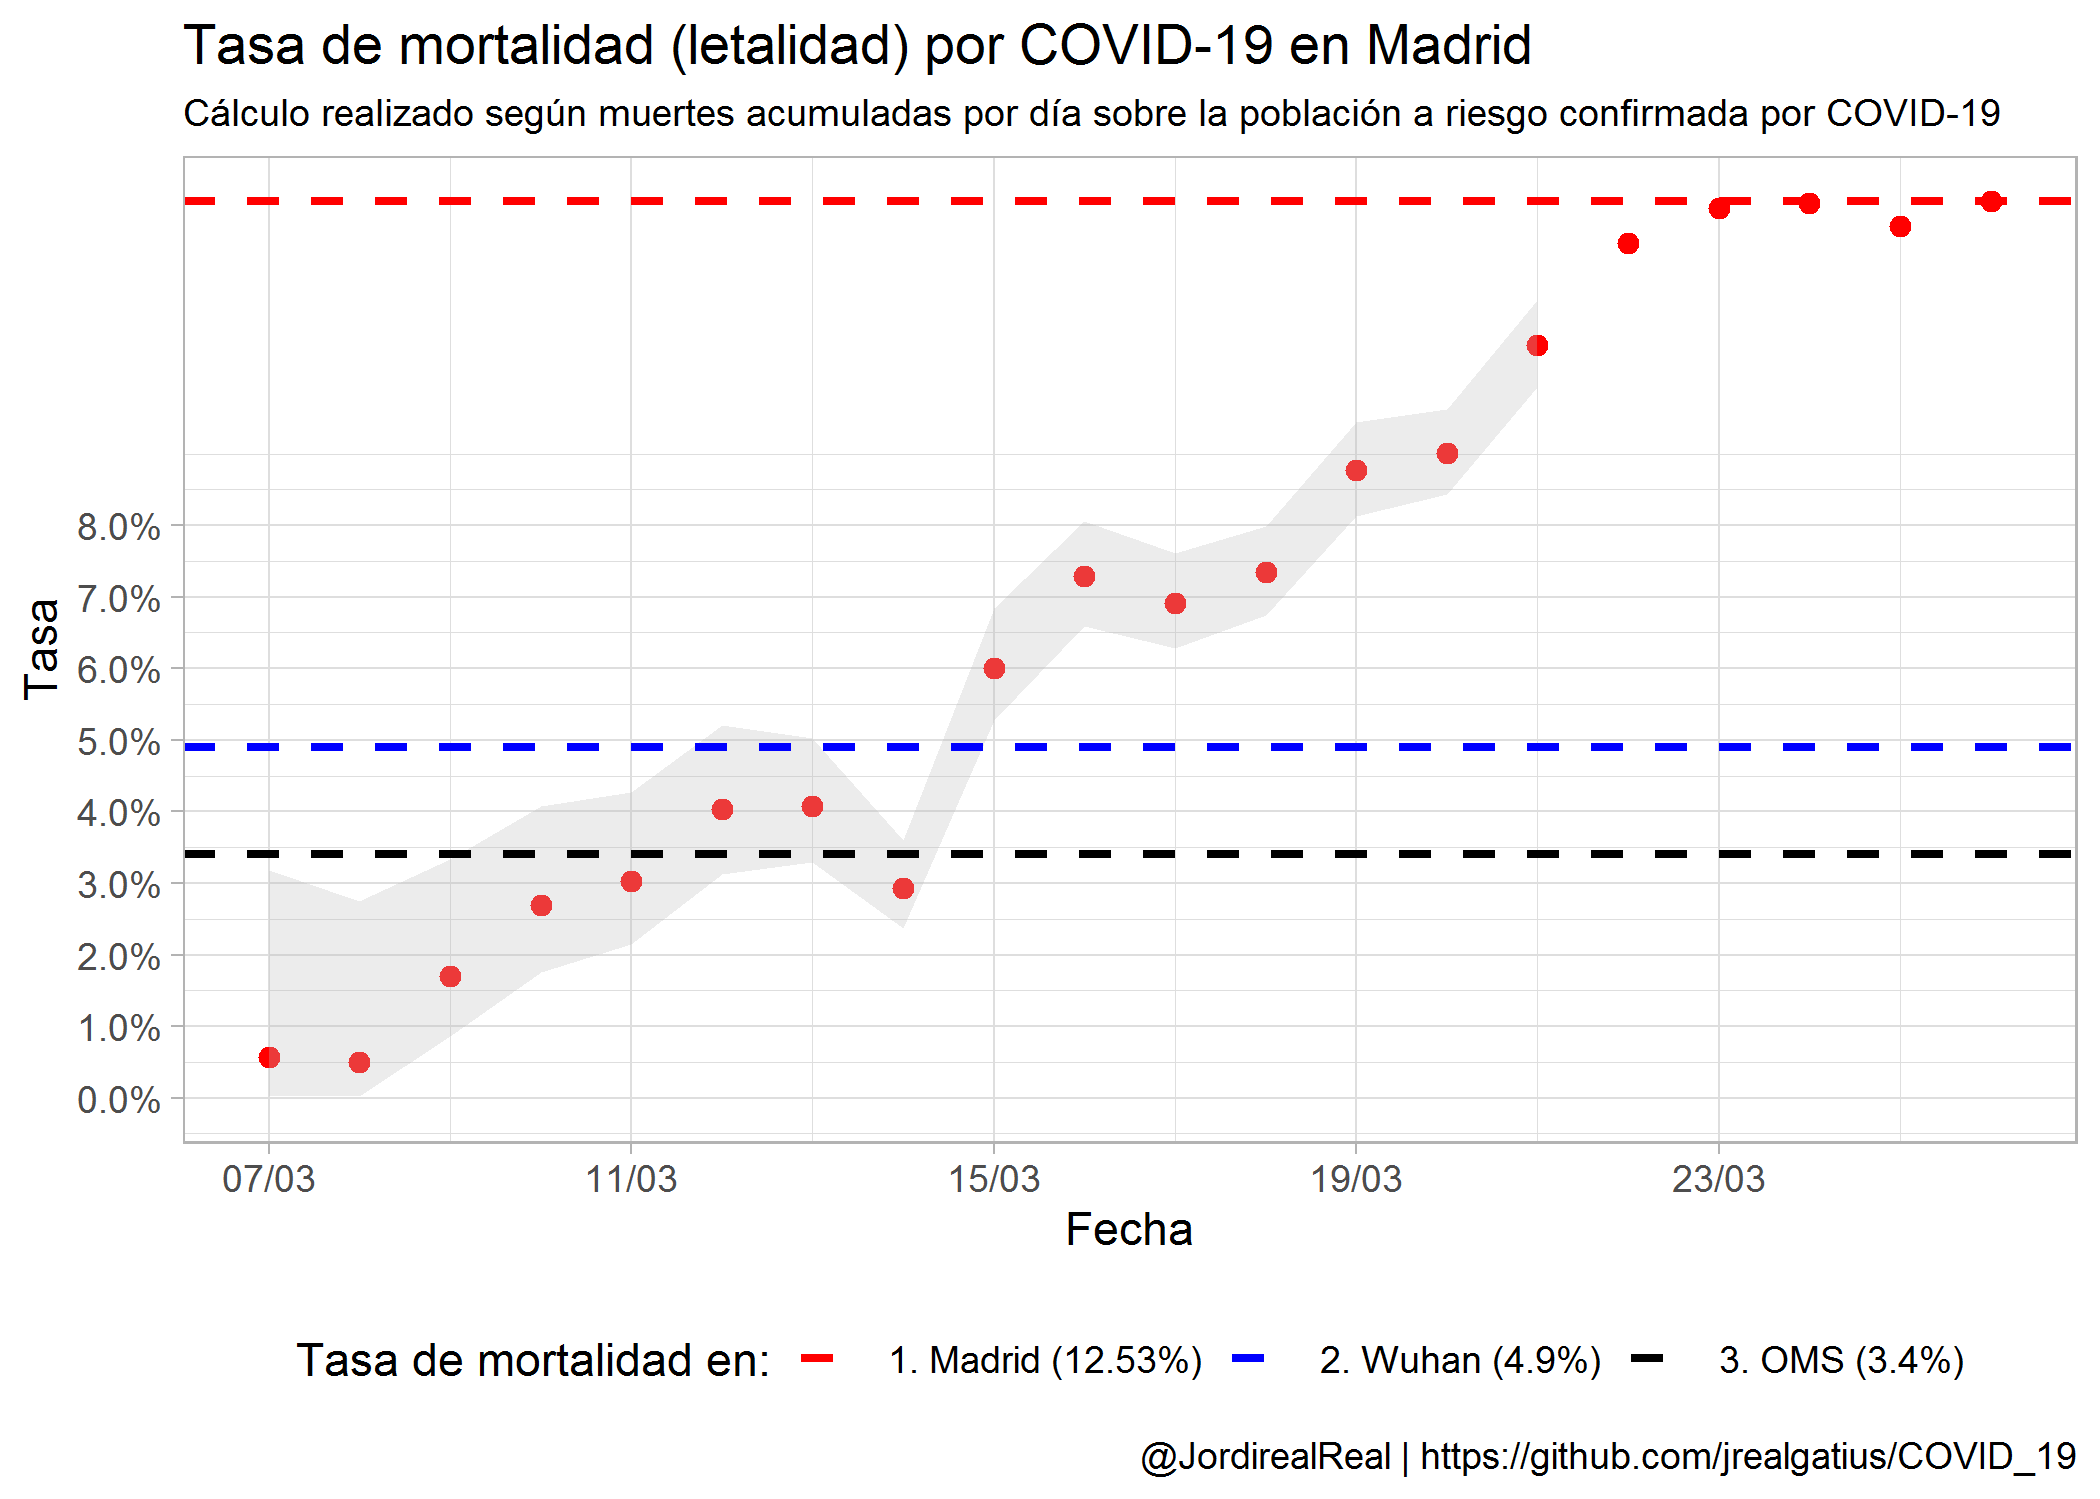 Tasa de mortalidad (letalidad) por COVID-19 en Madrid
Cálculo realizado según muertes acumuladas por día sobre la población a riesgo confirmada por COVID-19
Tasa
8.0%
7.0%
6.0%
5.0%
4.0%
3.0%
2.0%
1.0%
0.0%
07/03 11/03 15/03 19/03 23/03
Fecha
Tasa de mortalidad en: 1. Madrid (12.53%) 2. Wuhan (4.9%) 3. OMS (3.4%)
@JordirealReal | https://github.com/jrealgatius/COVID_19